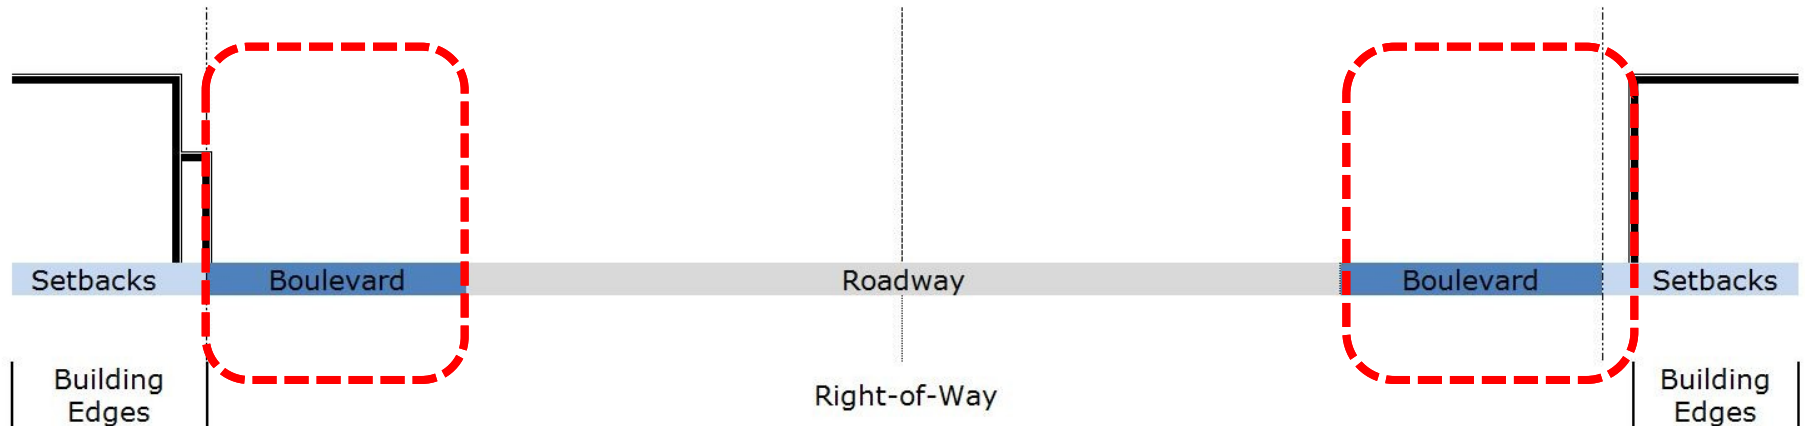 Setbacks Boulevard Roadway Boulevard Setbacks
Building
Edges
Right-of-Way
Building
Edges